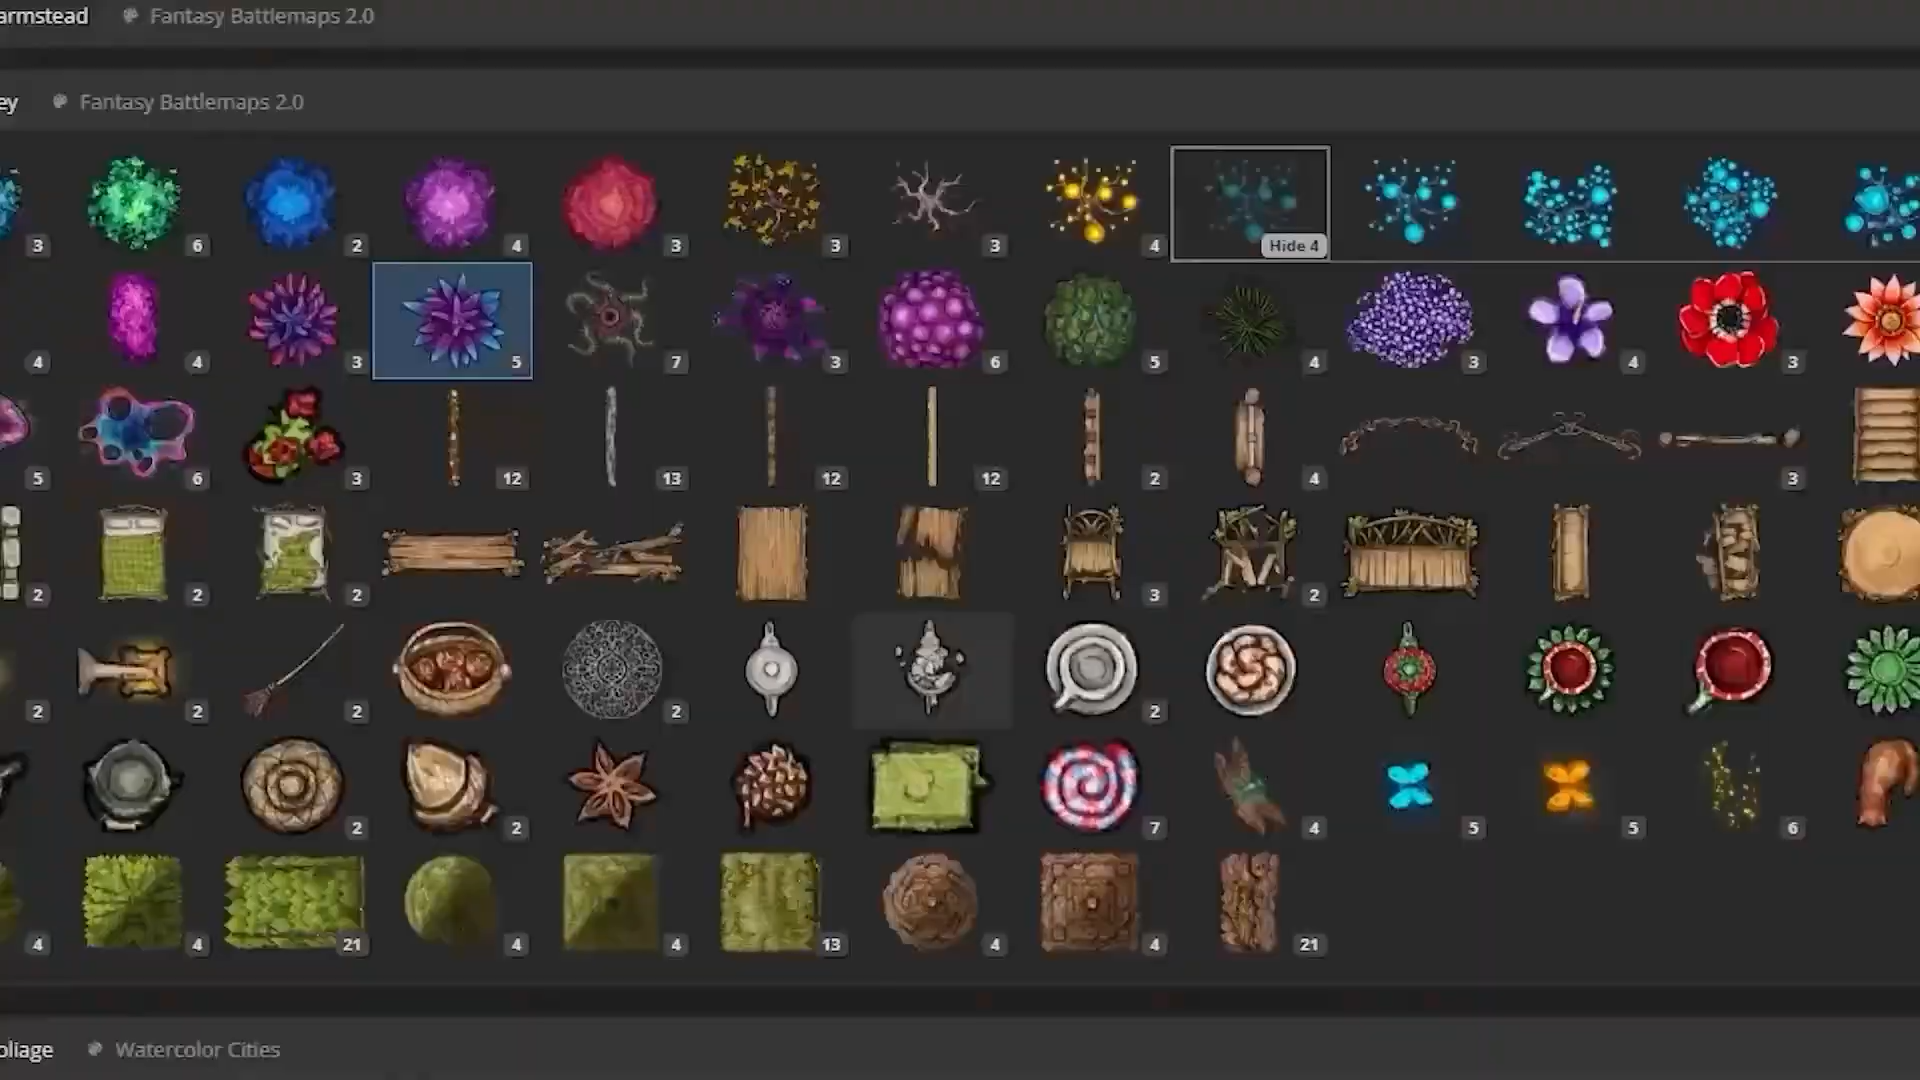 armstead Fantasy Battlemaps 2.0
ey Fantasy Battlemaps 2.0
3 6 2 4 3 3 3 4 Hide 4
4 4 3 5 7 3 6 5 4 3 4 3
5 6 3 12 13 12 12 2 4 3
2 2 2 3 2
2 2 2 2 2
2 2 7 4 5 5 6
4 4 21 4 4 13 4 4 21
oliage Watercolor Cities